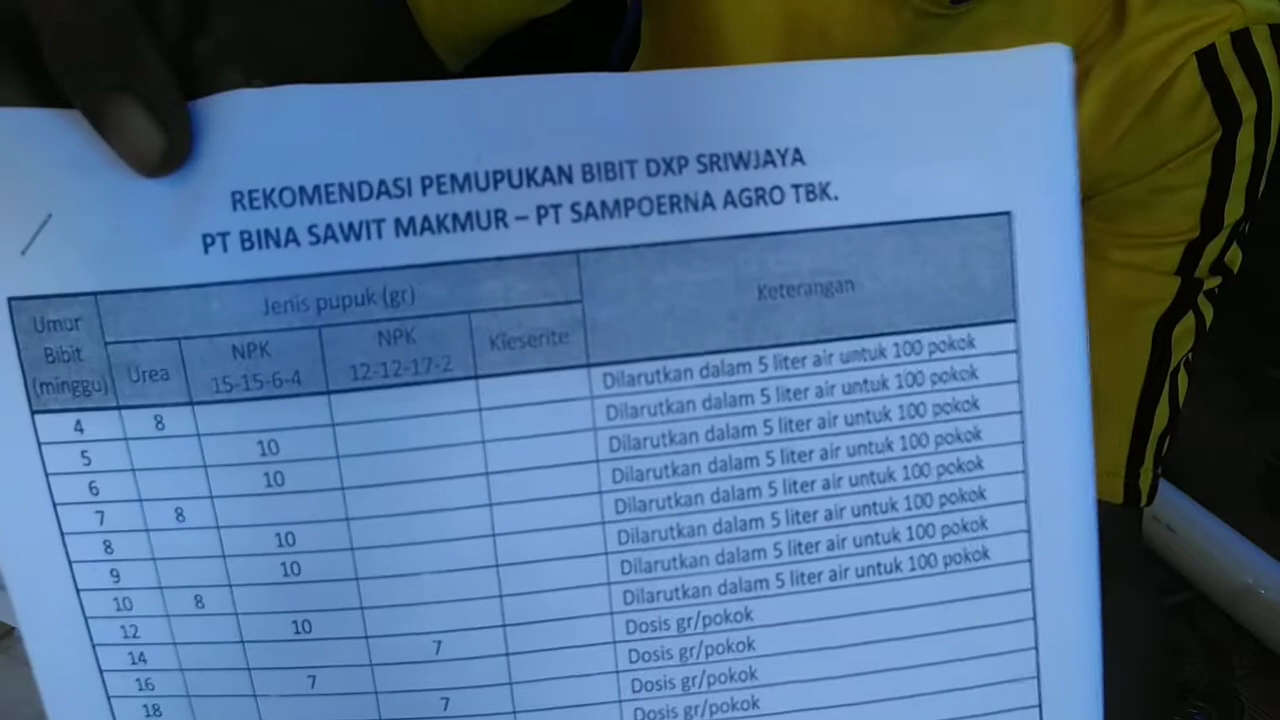 REKOMENDASI PEMUPUKAN BIBIT DXP SRIWJAYA
PT BINA SAWIT MAKMUR – PT SAMPOERNA AGRO TBK.
Umur Bibit (minggu) Jenis pupuk (gr) Keterangan
Urea NPK 15-15-6-4 NPK 12-12-17-2 Kieserite
4 8 Dilarutkan dalam 5 liter air untuk 100 pokok
5 10 Dilarutkan dalam 5 liter air untuk 100 pokok
6 10 Dilarutkan dalam 5 liter air untuk 100 pokok
7 8 Dilarutkan dalam 5 liter air untuk 100 pokok
8 10 Dilarutkan dalam 5 liter air untuk 100 pokok
9 10 Dilarutkan dalam 5 liter air untuk 100 pokok
10 8 Dilarutkan dalam 5 liter air untuk 100 pokok
12 10 Dilarutkan dalam 5 liter air untuk 100 pokok
14 7 Dosis gr/pokok
16 7 Dosis gr/pokok
18 7 Dosis gr/pokok
Dosis gr/pokok